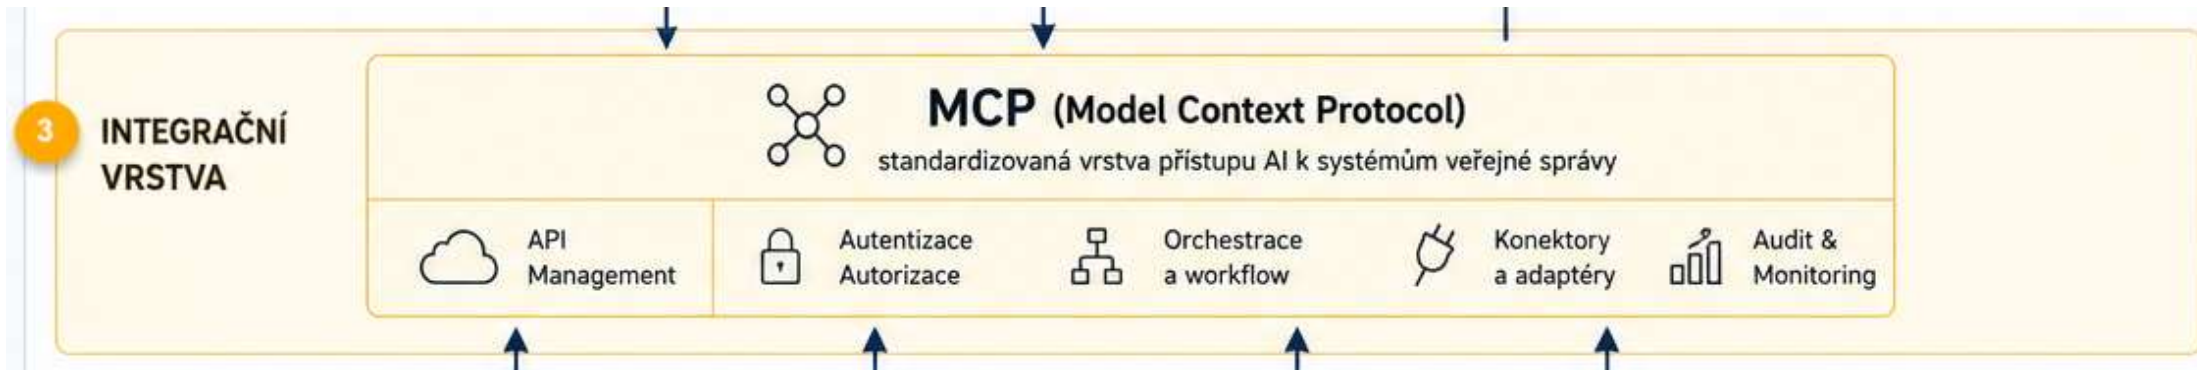 3
INTEGRAČNÍ
VRSTVA
MCP (Model Context Protocol)
standardizovaná vrstva přístupu AI k systémům veřejné správy
API
Management
Autentizace
Autorizace
Orchestrace
a workflow
Konektory
a adaptéry
Audit &
Monitoring